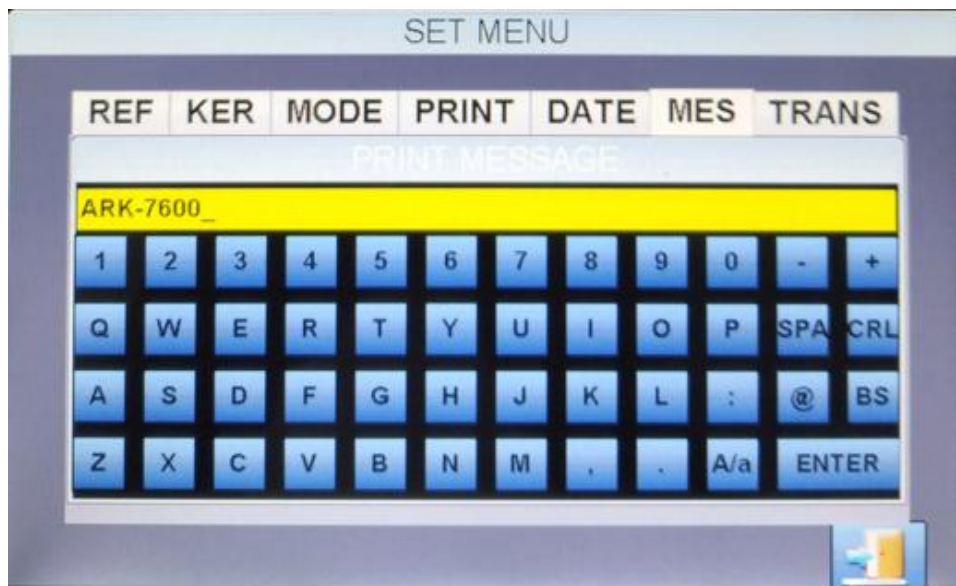 SET MENU
REF KER MODE PRINT DATE MES TRANS
PRINT MESSAGE
ARK-7600_
1 2 3 4 5 6 7 8 9 0 - +
Q W E R T Y U I O P SPA CRL
A S D F G H J K L : @ BS
Z X C V B N M , . A/a ENTER